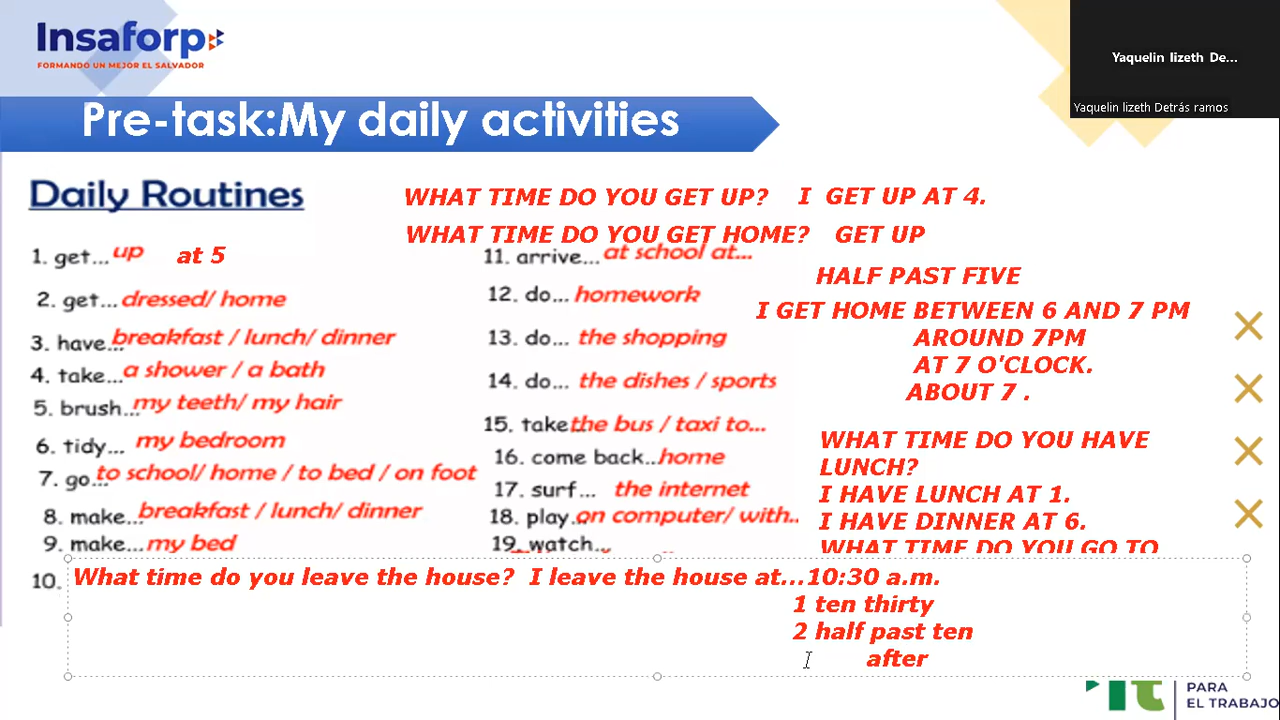 Insaforp
FORMANDO UN MEJOR EL SALVADOR
Yaquelin lizeth De...
Yaquelin lizeth Detrás ramos
Pre-task:My daily activities
Daily Routines
WHAT TIME DO YOU GET UP? I GET UP AT 4.
WHAT TIME DO YOU GET HOME? GET UP
1. get... up at 5
2. get... dressed/ home
3. have... breakfast / lunch/ dinner
4. take... a shower / a bath
5. brush... my teeth/ my hair
6. tidy... my bedroom
7. go... to school/ home / to bed / on foot
8. make... breakfast / lunch/ dinner
9. make... my bed
10.
11. arrive... at school at...
12. do... homework
13. do... the shopping
14. do... the dishes / sports
15. take... the bus / taxi to...
16. come back... home
17. surf... the internet
18. play... on computer/ with..
19. watch...
HALF PAST FIVE
I GET HOME BETWEEN 6 AND 7 PM
AROUND 7PM
AT 7 O'CLOCK.
ABOUT 7 .
WHAT TIME DO YOU HAVE
LUNCH?
I HAVE LUNCH AT 1.
I HAVE DINNER AT 6.
WHAT TIME DO YOU GO TO
What time do you leave the house? I leave the house at...10:30 a.m.
1 ten thirty
2 half past ten
after
PARA
EL TRABAJO